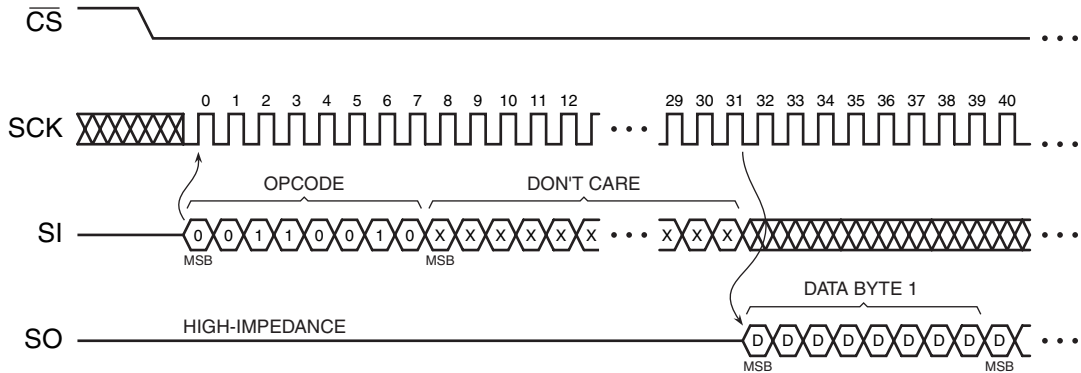 CS
0 1 2 3 4 5 6 7 8 9 10 11 12 29 30 31 32 33 34 35 36 37 38 39 40
SCK
OPCODE DON'T CARE
SI 0 0 1 1 0 0 1 0 X X X X X X X X X
MSB MSB
DATA BYTE 1
HIGH-IMPEDANCE
SO D D D D D D D D D
MSB MSB